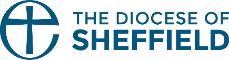 THE DIOCESE OF
SHEFFIELD